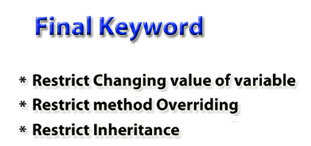 Final Keyword
* Restrict Changing value of variable
* Restrict method Overriding
* Restrict Inheritance